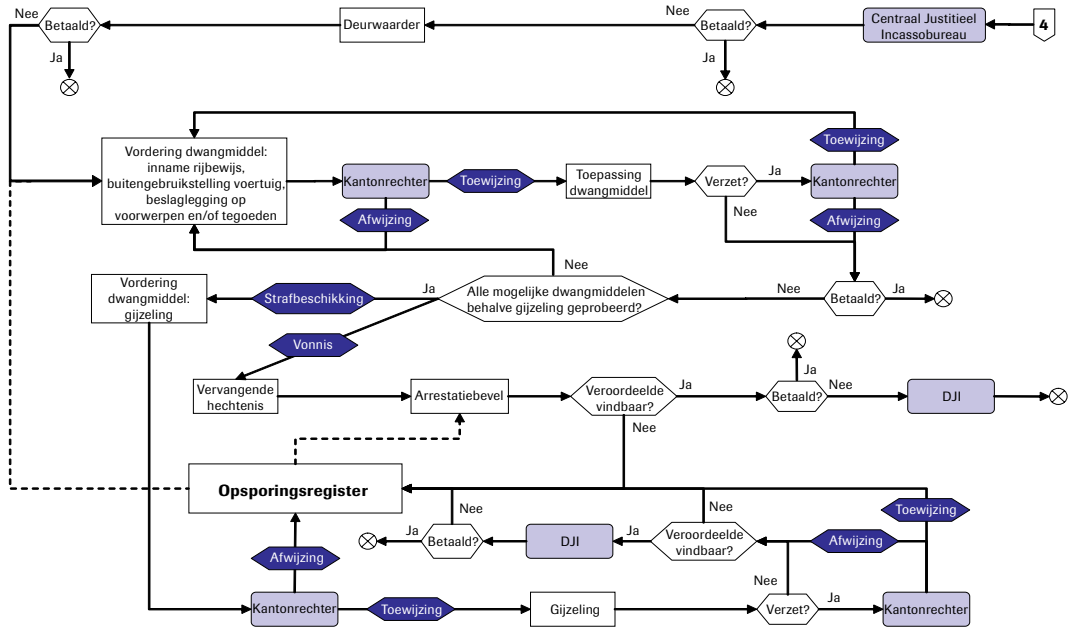 Nee
Betaald?
Ja
Deurwaarder
Nee
Betaald?
Ja
Centraal Justitieel
Incassobureau
4
Vordering dwangmiddel:
inname rijbewijs,
buitengebruikstelling voertuig,
beslaglegging op
voorwerpen en/of tegoeden
Kantonrechter
Afwijzing
Toewijzing
Toepassing
dwangmiddel
Verzet?
Ja
Nee
Toewijzing
Kantonrechter
Afwijzing
Vordering
dwangmiddel:
gijzeling
Strafbeschikking
Ja
Nee
Alle mogelijke dwangmiddelen
behalve gijzeling geprobeerd?
Nee
Betaald?
Ja
Vonnis
Vervangende
hechtenis
Arrestatiebevel
Veroordeelde
vindbaar?
Ja
Nee
Ja
Betaald?
Nee
DJI
Opsporingsregister
Nee
Ja
Betaald?
DJI
Ja
Nee
Veroordeelde
vindbaar?
Toewijzing
Afwijzing
Afwijzing
Kantonrechter
Toewijzing
Gijzeling
Nee
Verzet?
Ja
Kantonrechter